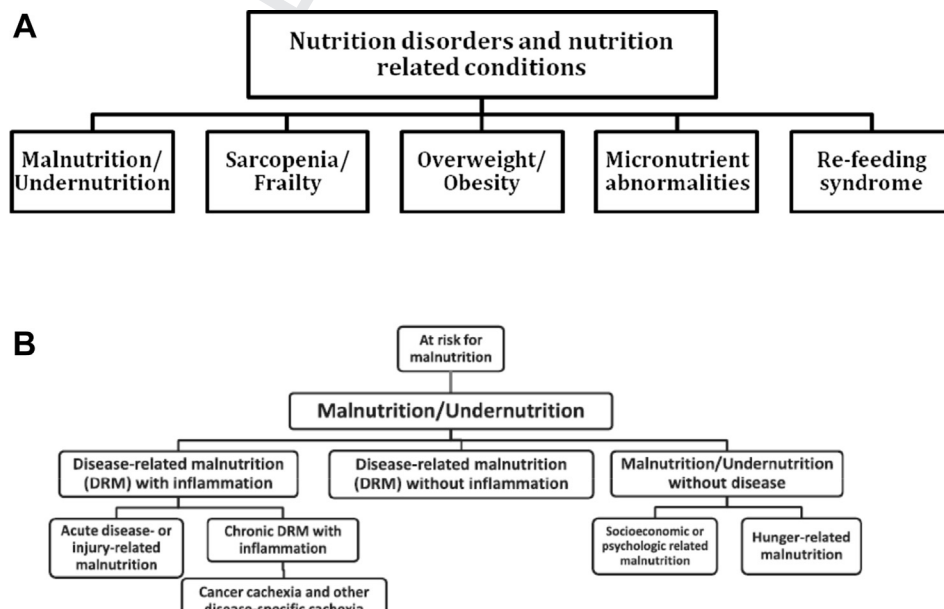 A
Nutrition disorders and nutrition
related conditions
Malnutrition/
Undernutrition
Sarcopenia/
Frailty
Overweight/
Obesity
Micronutrient
abnormalities
Re-feeding
syndrome
B
At risk for
malnutrition
Malnutrition/Undernutrition
Disease-related malnutrition
(DRM) with inflammation
Disease-related malnutrition
(DRM) without inflammation
Malnutrition/Undernutrition
without disease
Acute disease- or
injury-related
malnutrition
Chronic DRM with
inflammation
Socioeconomic or
psychologic related
malnutrition
Hunger-related
malnutrition
Cancer cachexia and other
disease-specific cachexia